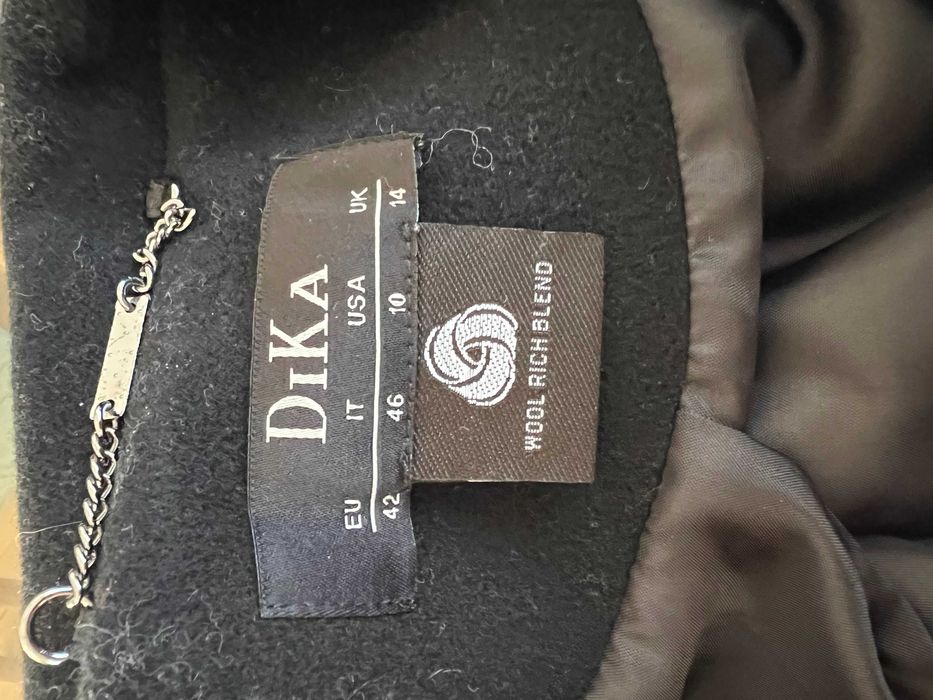 DIKA
EU IT USA UK
42 46 10 14
WOOL RICH BLEND